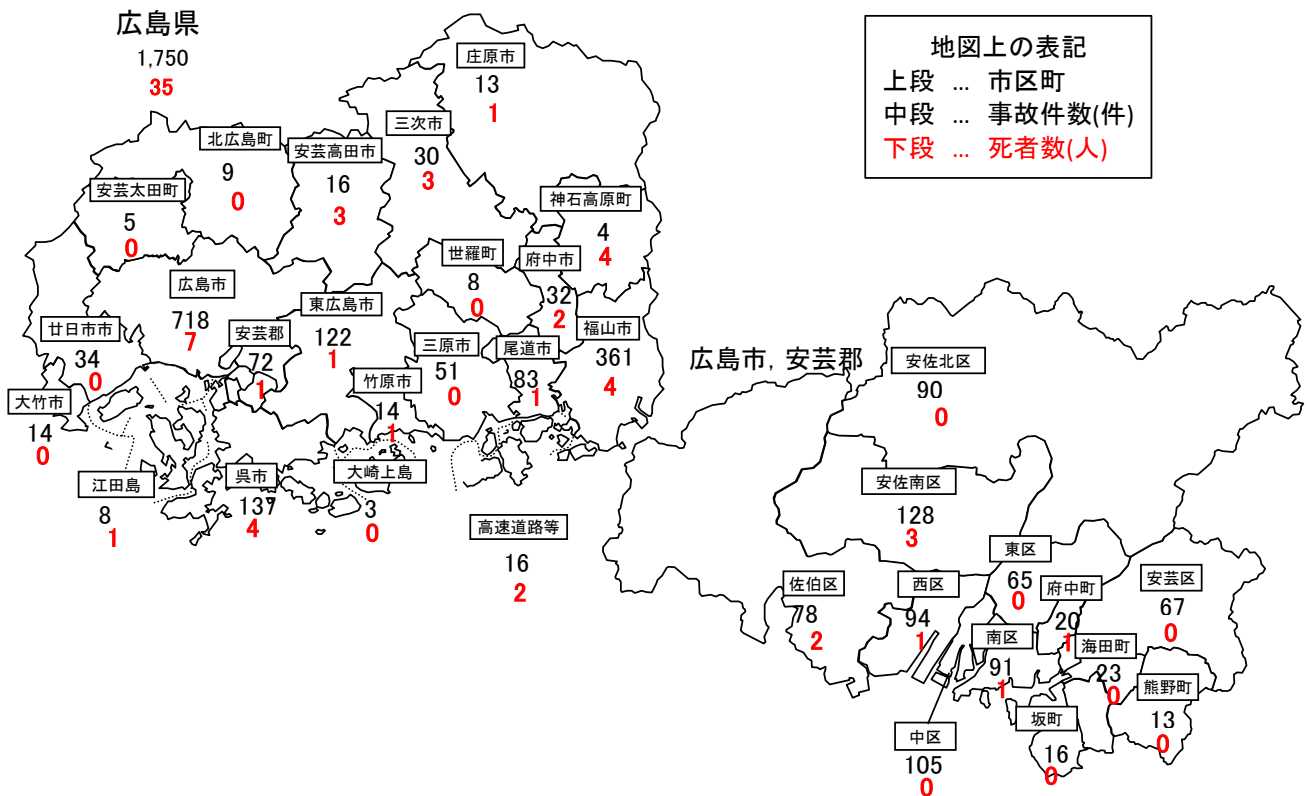 広島県
1,750
35
地図上の表記
上段 … 市区町
中段 … 事故件数(件)
下段 … 死者数(人)
庄原市
13
1
三次市
30
3
北広島町
9
0
安芸高田市
16
3
安芸太田町
5
0
神石高原町
4
4
世羅町
8
0
府中市
32
2
広島市
718
7
東広島市
122
1
安芸郡
72
1
廿日市市
34
0
三原市
51
0
尾道市
83
1
福山市
361
4
竹原市
14
1
大竹市
14
0
江田島
8
1
呉市
137
4
大崎上島
3
0
高速道路等
16
2
広島市, 安芸郡
安佐北区
90
0
安佐南区
128
3
東区
65
0
佐伯区
78
2
西区
94
1
府中町
20
1
安芸区
67
0
南区
91
1
海田町
23
0
熊野町
13
0
坂町
16
0
中区
105
0